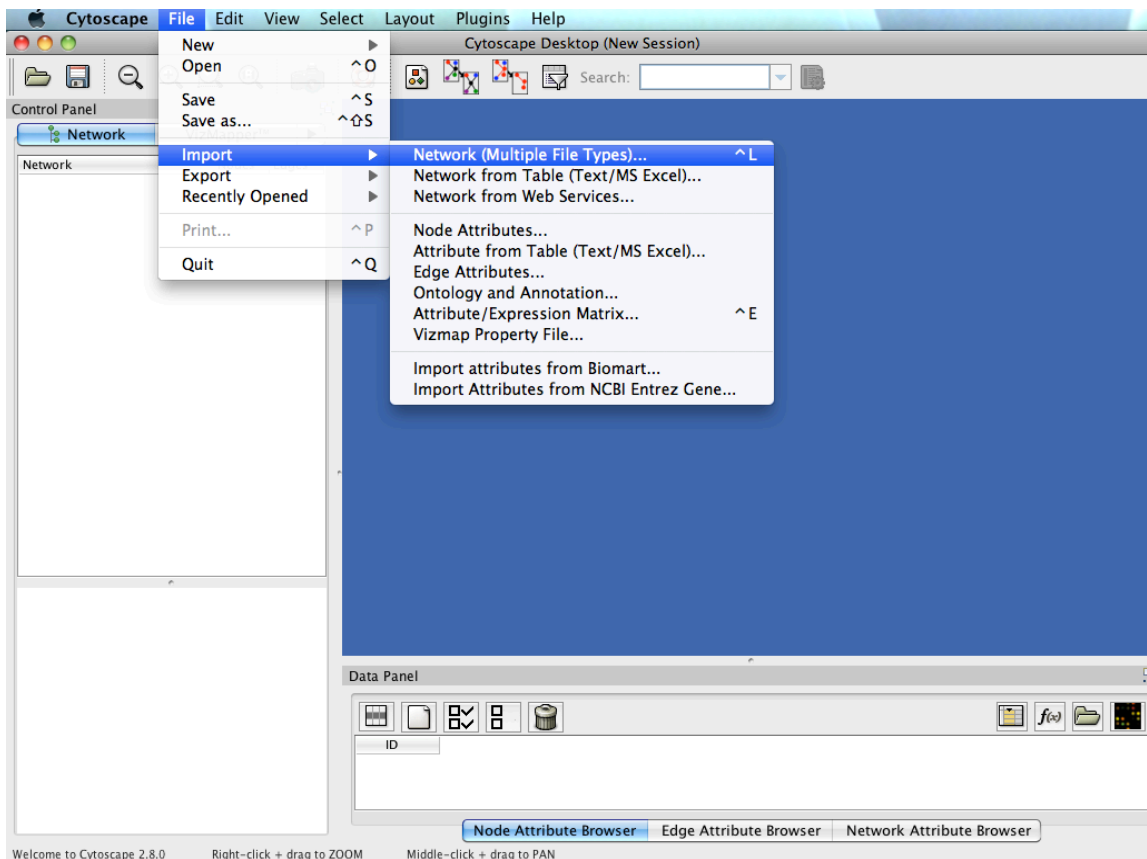 Cytoscape File Edit View Select Layout Plugins Help
Cytoscape Desktop (New Session)
New
Open ^O
Save ^S
Save as... ^⇧S
Import
Export
Recently Opened
Print... ^P
Quit ^Q
Network (Multiple File Types)... ^L
Network from Table (Text/MS Excel)...
Network from Web Services...
Node Attributes...
Attribute from Table (Text/MS Excel)...
Edge Attributes...
Ontology and Annotation...
Attribute/Expression Matrix... ^E
Vizmap Property File...
Import attributes from Biomart...
Import Attributes from NCBI Entrez Gene...
Search:
Control Panel
Network VizMapper™
Network
Data Panel
f(x)
ID
Node Attribute Browser Edge Attribute Browser Network Attribute Browser
Welcome to Cytoscape 2.8.0 Right-click + drag to ZOOM Middle-click + drag to PAN